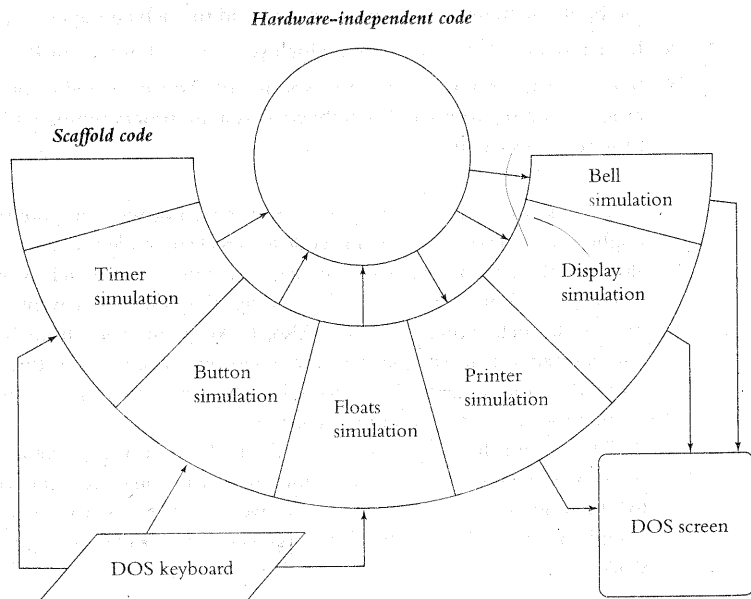 Hardware-independent code
Scaffold code
Bell
simulation
Timer
simulation
Display
simulation
Button
simulation
Printer
simulation
Floats
simulation
DOS screen
DOS keyboard